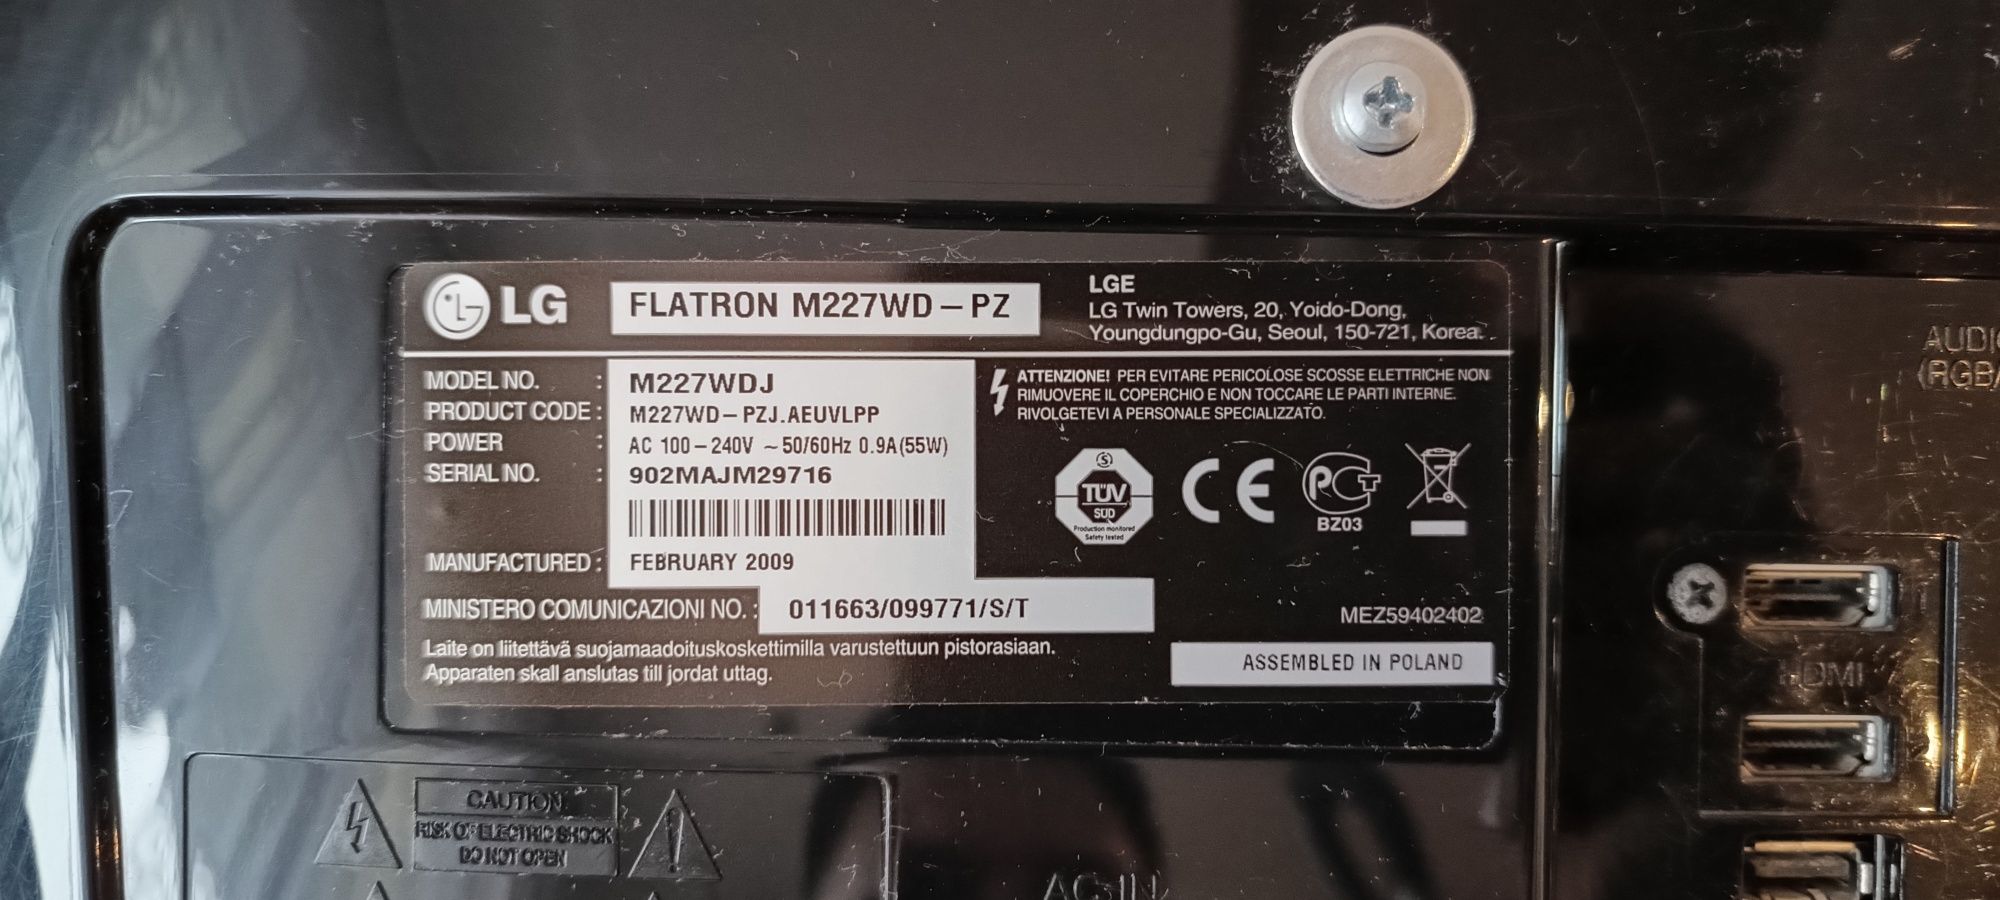 LG
FLATRON M227WD-PZ
LGE
LG Twin Towers, 20, Yoido-Dong,
Youngdungpo-Gu, Seoul, 150-721, Korea.
MODEL NO. : M227WDJ
PRODUCT CODE : M227WD-PZJ.AEUVLPP
POWER : AC 100-240V ~50/60Hz 0.9A(55W)
SERIAL NO. : 902MAJM29716
MANUFACTURED : FEBRUARY 2009
MINISTERO COMUNICAZIONI NO. : 011663/099771/S/T
Laite on liitettävä suojamaadoituskoskettimilla varustettuun pistorasiaan.
Apparaten skall anslutas till jordat uttag.
ATTENZIONE! PER EVITARE PERICOLOSE SCOSSE ELETTRICHE NON
RIMUOVERE IL COPERCHIO E NON TOCCARE LE PARTI INTERNE.
RIVOLGETEVI A PERSONALE SPECIALIZZATO.
S
TÜV
SÜD
Production monitored
Safety tested
CE
PCT
BZ03
MEZ59402402
ASSEMBLED IN POLAND
CAUTION
RISK OF ELECTRIC SHOCK
DO NOT OPEN
AC-IN
HDMI